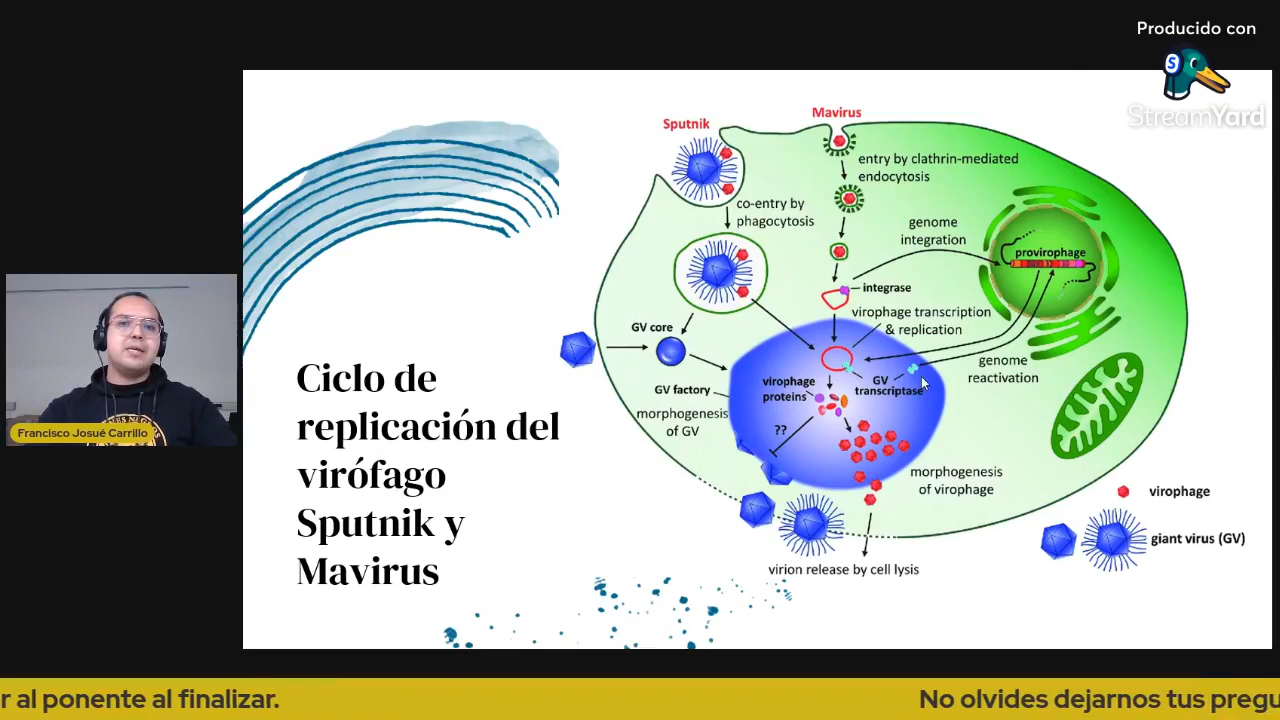 Producido con
StreamYard
Sputnik
Mavirus
entry by clathrin-mediated
endocytosis
co-entry by
phagocytosis
genome
integration
provirophage
integrase
virophage transcription
& replication
GV core
GV factory
virophage
proteins
GV
transcriptase
genome
reactivation
morphogenesis
of GV
??
morphogenesis
of virophage
virophage
giant virus (GV)
virion release by cell lysis
Ciclo de
replicación del
virófago
Sputnik y
Mavirus
Francisco Josué Carrillo
r al ponente al finalizar.
No olvides dejarnos tus pregu